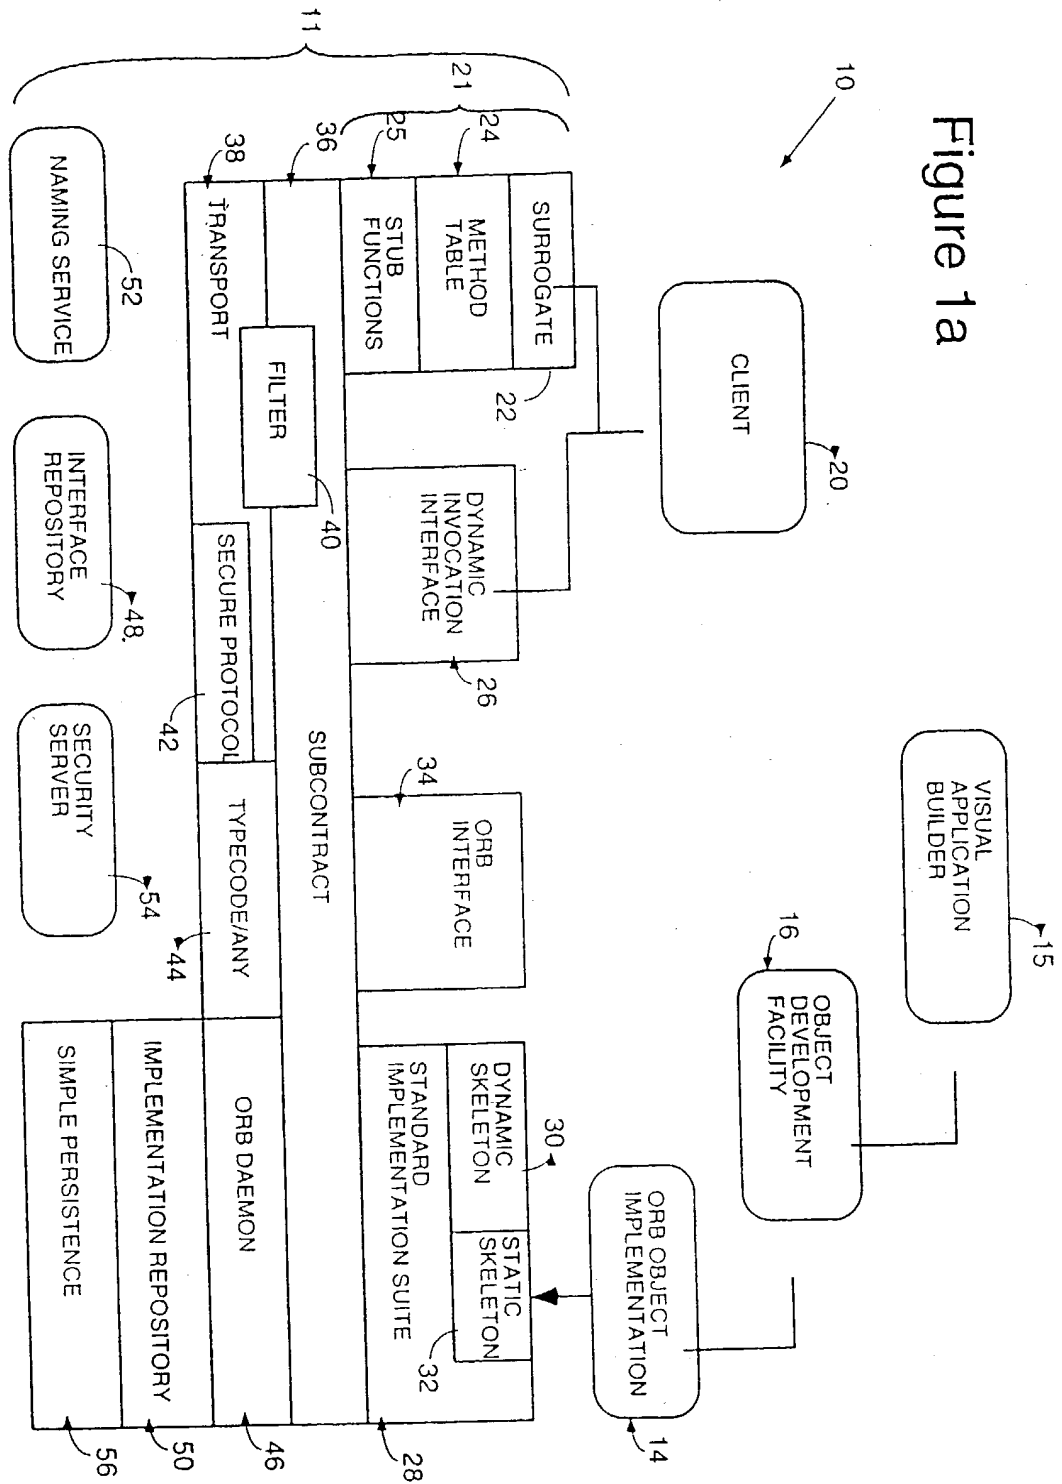 Figure 1a
10
VISUAL
APPLICATION
BUILDER
15
16
OBJECT
DEVELOPMENT
FACILITY
CLIENT
20
ORB OBJECT
IMPLEMENTATION
14
11
21
SURROGATE
22
24
METHOD
TABLE
25
STUB
FUNCTIONS
DYNAMIC
INVOCATION
INTERFACE
26
34
ORB
INTERFACE
30
DYNAMIC
SKELETON
STATIC
SKELETON
32
STANDARD
IMPLEMENTATION SUITE
28
36
SUBCONTRACT
FILTER
40
38
TRANSPORT
SECURE PROTOCOL
42
TYPECODE/ANY
44
ORB DAEMON
46
IMPLEMENTATION REPOSITORY
50
SIMPLE PERSISTENCE
56
NAMING SERVICE
52
INTERFACE
REPOSITORY
48
SECURITY
SERVER
54